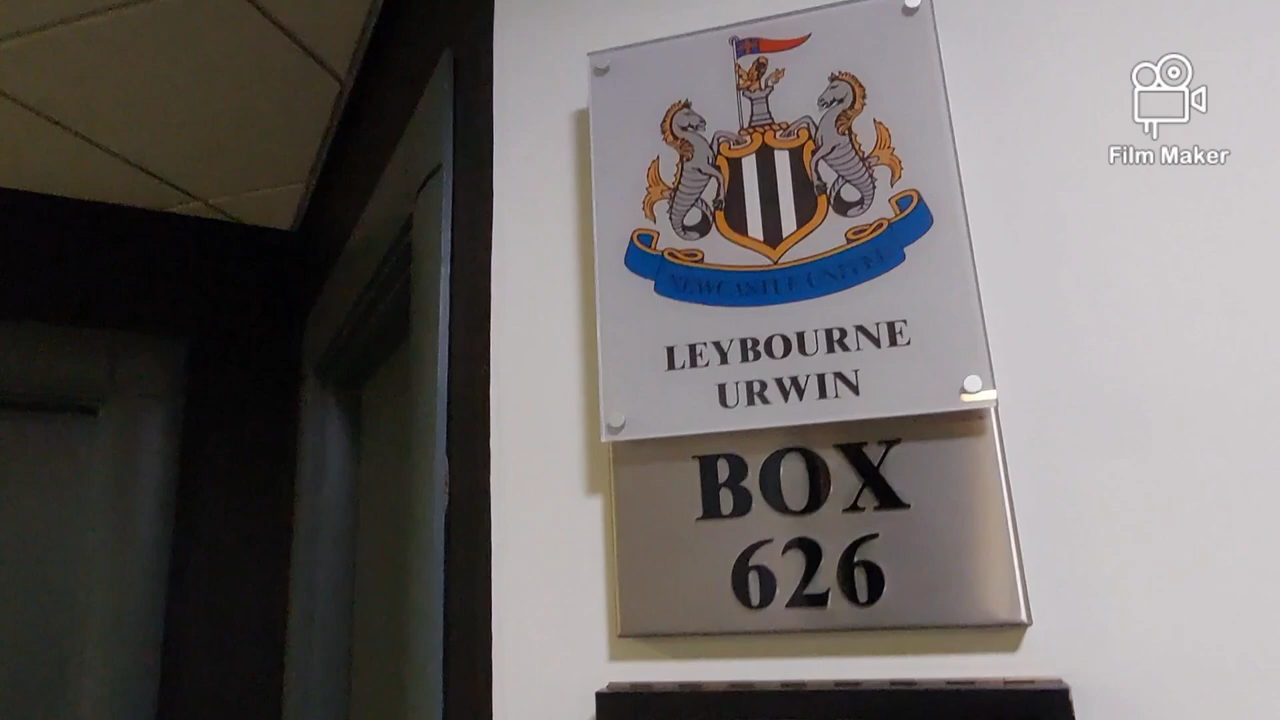 Film Maker
NEWCASTLE UNITED
LEYBOURNE
URWIN
BOX
626